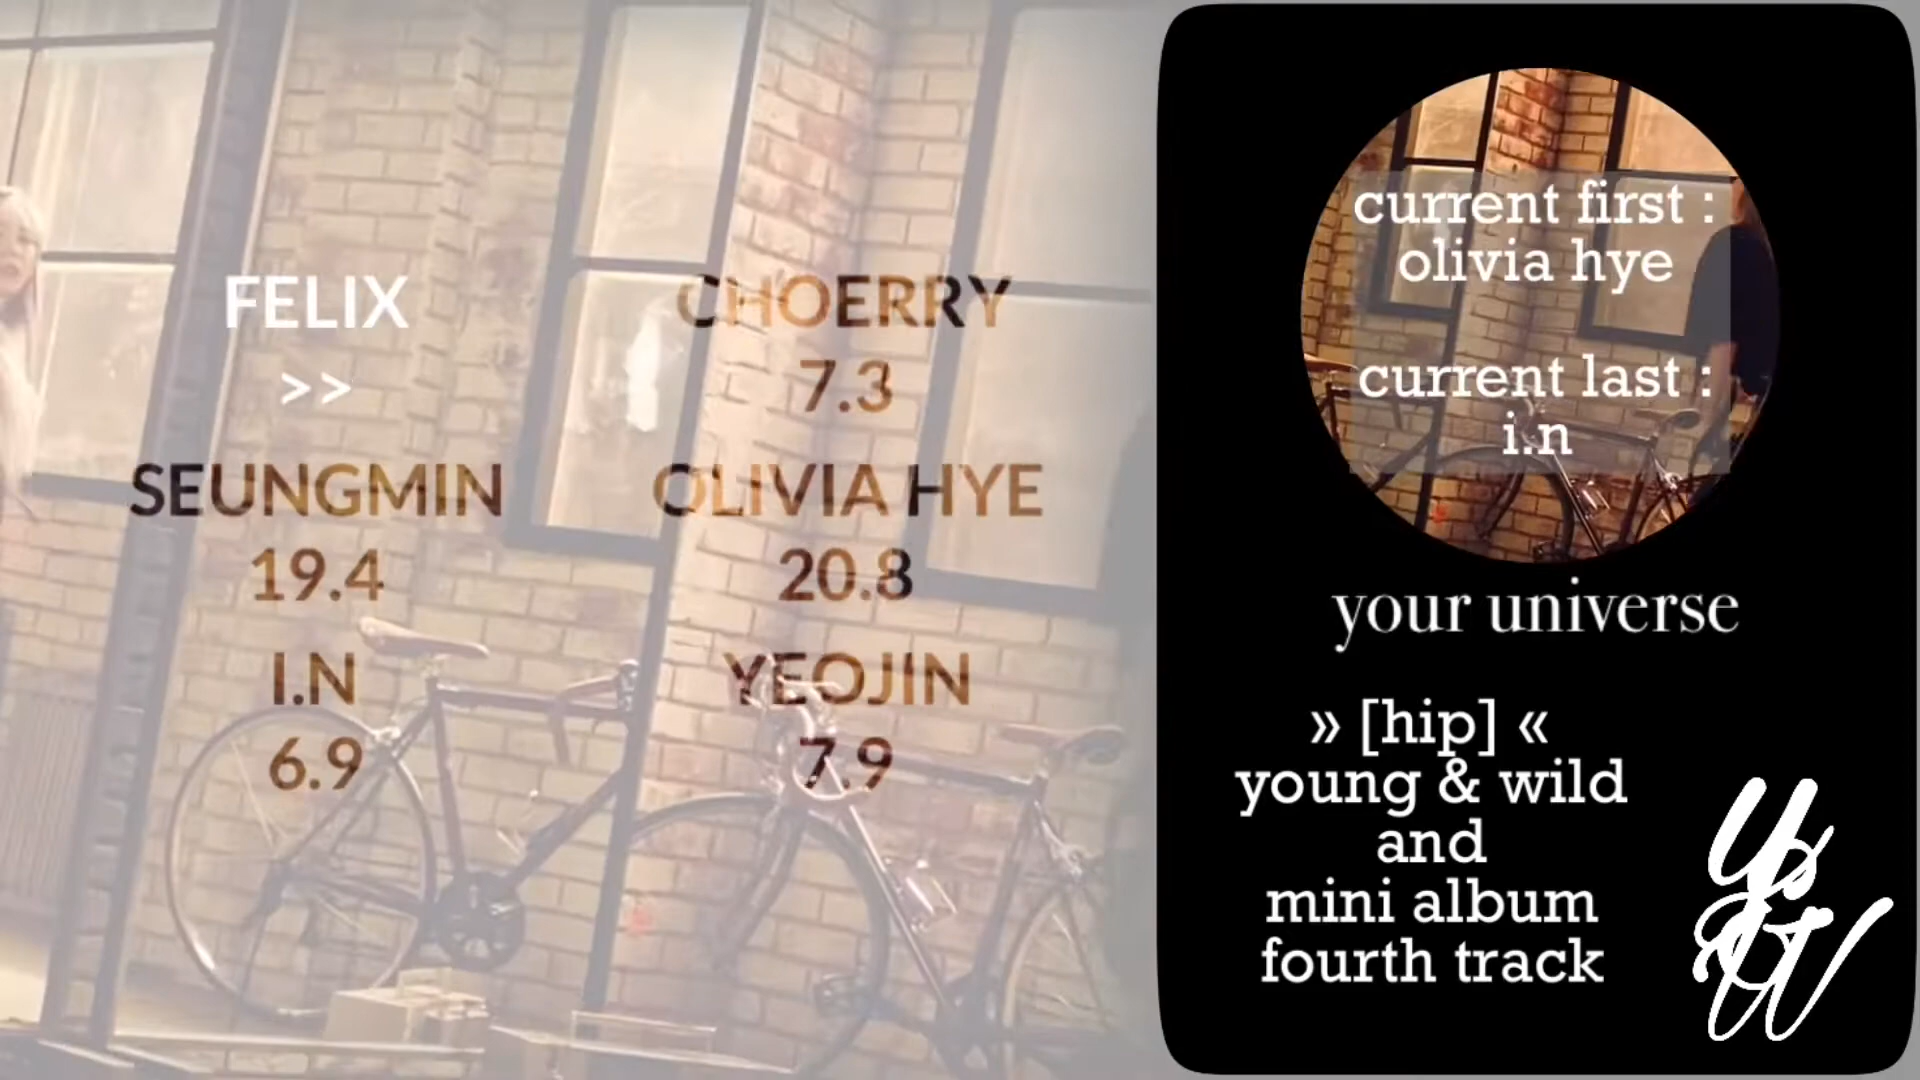 FELIX
>>
SEUNGMIN
19.4
I.N
6.9
CHOERRY
7.3
OLIVIA HYE
20.8
YEOJIN
7.9
current first :
olivia hye
current last :
i.n
your universe
» [hip] «
young & wild
and
mini album
fourth track